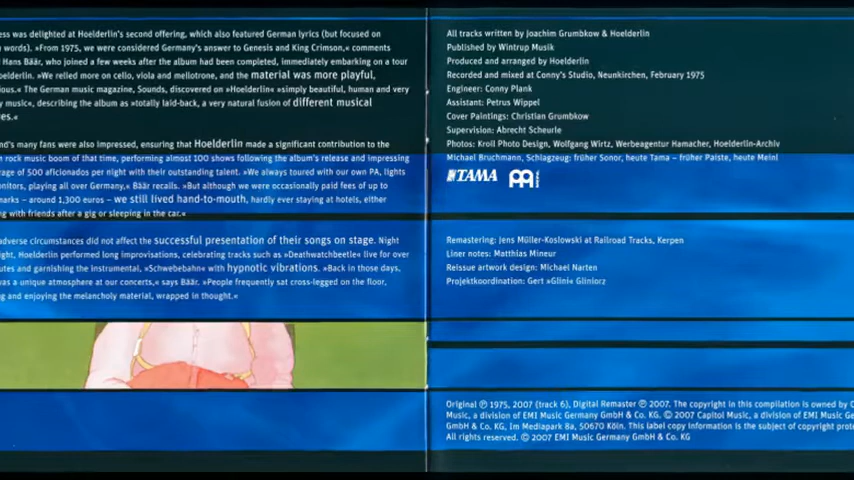 ess was delighted at Hoelderlin's second offering, which also featured German lyrics (but focused on
words). »From 1975, we were considered Germany's answer to Genesis and King Crimson,« comments
Hans Bäär, who joined a few weeks after the album had been completed, immediately embarking on a tour
oelderlin. »We relied more on cello, viola and mellotrone, and the material was more playful,
ious.« The German music magazine, Sounds, discovered on »Hoelderlin« »simply beautiful, human and very
y music«, describing the album as »totally laid-back, a very natural fusion of different musical
es.«
nd's many fans were also impressed, ensuring that Hoelderlin made a significant contribution to the
n rock music boom of that time, performing almost 100 shows following the album's release and impressing
rage of 500 aficionados per night with their outstanding talent. »We always toured with our own PA, lights
onitors, playing all over Germany,« Bäär recalls. »But although we were occasionally paid fees of up to
marks – around 1,300 euros – we still lived hand-to-mouth, hardly ever staying at hotels, either
ng with friends after a gig or sleeping in the car.«
adverse circumstances did not affect the successful presentation of their songs on stage. Night
ight, Hoelderlin performed long improvisations, celebrating tracks such as »Deathwatchbeetle« live for over
utes and garnishing the instrumental, »Schwebebahn« with hypnotic vibrations. »Back in those days,
was a unique atmosphere at our concerts,« says Bäär. »People frequently sat cross-legged on the floor,
ng and enjoying the melancholy material, wrapped in thought.«
All tracks written by Joachim Grumbkow & Hoelderlin
Published by Wintrup Musik
Produced and arranged by Hoelderlin
Recorded and mixed at Conny's Studio, Neunkirchen, February 1975
Engineer: Conny Plank
Assistant: Petrus Wippel
Cover Paintings: Christian Grumbkow
Supervision: Abrecht Scheurle
Photos: Kroll Photo Design, Wolfgang Wirtz, Werbeagentur Hamacher, Hoelderlin-Archiv
Michael Bruchmann, Schlagzeug: früher Sonor, heute Tama – früher Paiste, heute Meinl
TAMA
Remastering: Jens Müller-Koslowski at Railroad Tracks, Kerpen
Liner notes: Matthias Mineur
Reissue artwork design: Michael Narten
Projektkoordination: Gert »Glini« Gliniorz
Original ℗ 1975, 2007 (track 6), Digital Remaster ℗ 2007. The copyright in this compilation is owned by C
Music, a division of EMI Music Germany GmbH & Co. KG. © 2007 Capitol Music, a division of EMI Music Ge
GmbH & Co. KG, Im Mediapark 8a, 50670 Köln. This label copy information is the subject of copyright prote
All rights reserved. © 2007 EMI Music Germany GmbH & Co. KG